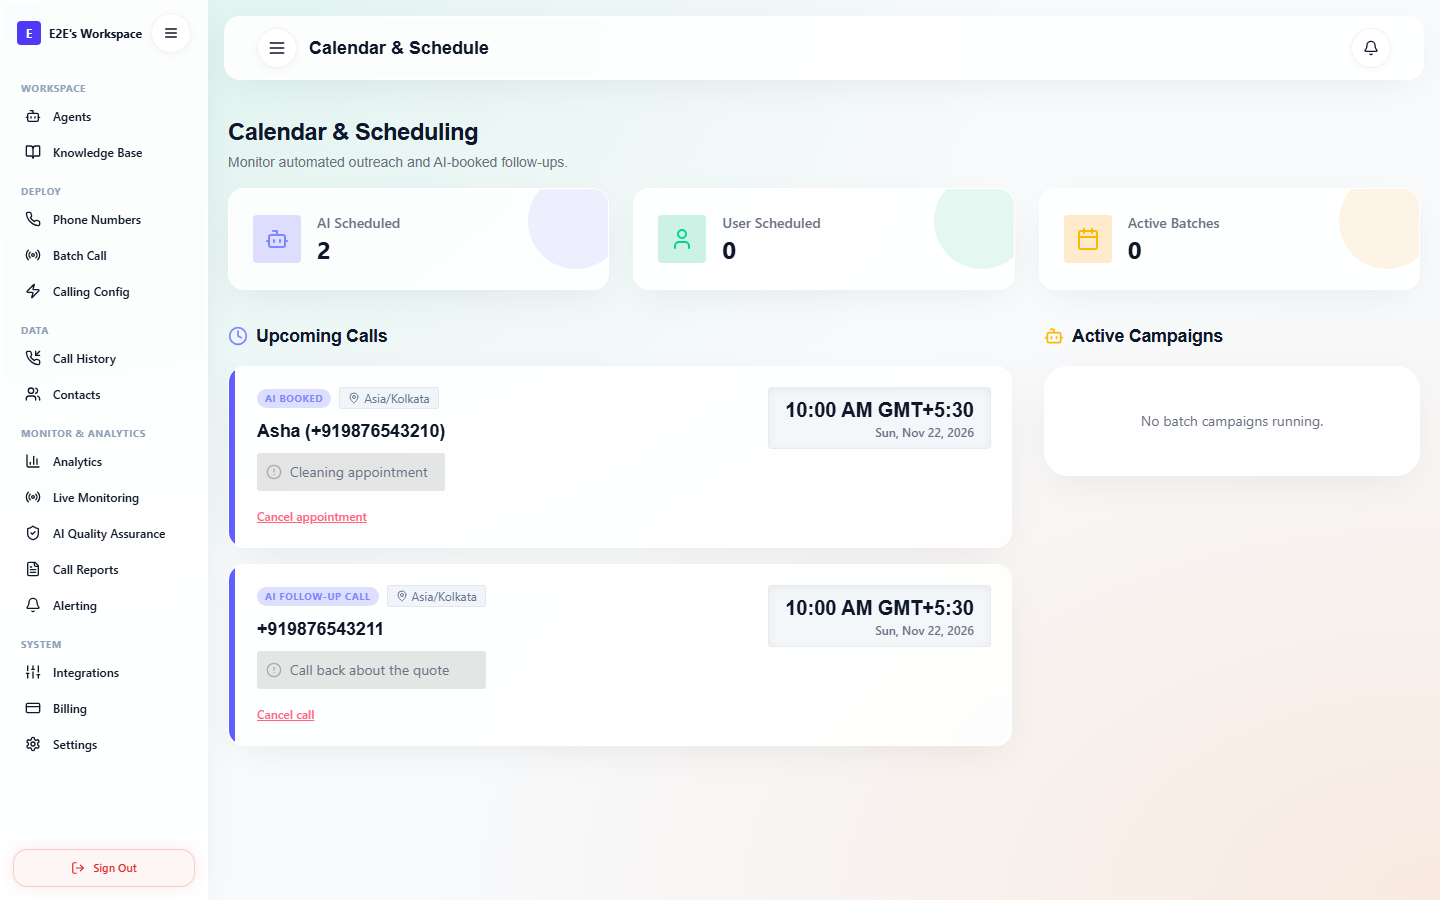 E
E2E's Workspace
WORKSPACE
Agents
Knowledge Base
DEPLOY
Phone Numbers
Batch Call
Calling Config
DATA
Call History
Contacts
MONITOR & ANALYTICS
Analytics
Live Monitoring
AI Quality Assurance
Call Reports
Alerting
SYSTEM
Integrations
Billing
Settings
Sign Out
Calendar & Schedule
Calendar & Scheduling
Monitor automated outreach and AI-booked follow-ups.
AI Scheduled
2
User Scheduled
0
Active Batches
0
Upcoming Calls
AI BOOKED
Asia/Kolkata
Asha (+919876543210)
Cleaning appointment
Cancel appointment
10:00 AM GMT+5:30
Sun, Nov 22, 2026
AI FOLLOW-UP CALL
Asia/Kolkata
+919876543211
Call back about the quote
Cancel call
10:00 AM GMT+5:30
Sun, Nov 22, 2026
Active Campaigns
No batch campaigns running.